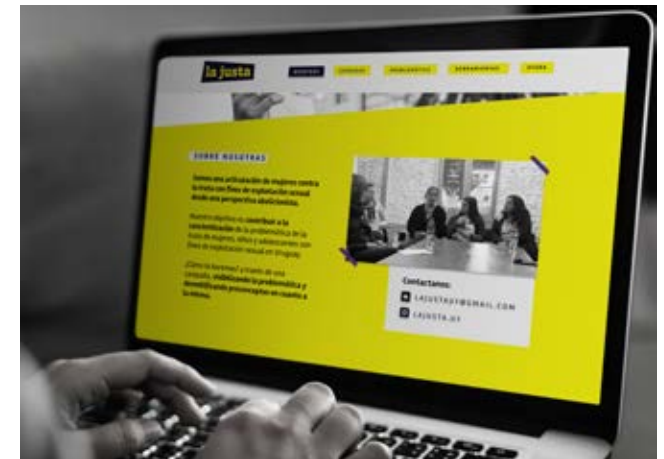 la justa
NOSOTRAS
CAMPAÑAS
PROBLEMÁTICA
HERRAMIENTAS
AYUDA
SOBRE NOSOTRAS
Somos una articulación de mujeres contra
la trata con fines de explotación sexual
desde una perspectiva abolicionista.
Nuestro objetivo es contribuir a la
concientización de la problemática de la
trata de mujeres, niños y adolescentes con
fines de explotación sexual en Uruguay.
¿Cómo lo haremos? a través de una
campaña, visibilizando la problemática y
desmitificando preconceptos en cuanto a
la misma.
Contactanos:
LAJUSTAUY@GMAIL.COM
LAJUSTA.UY